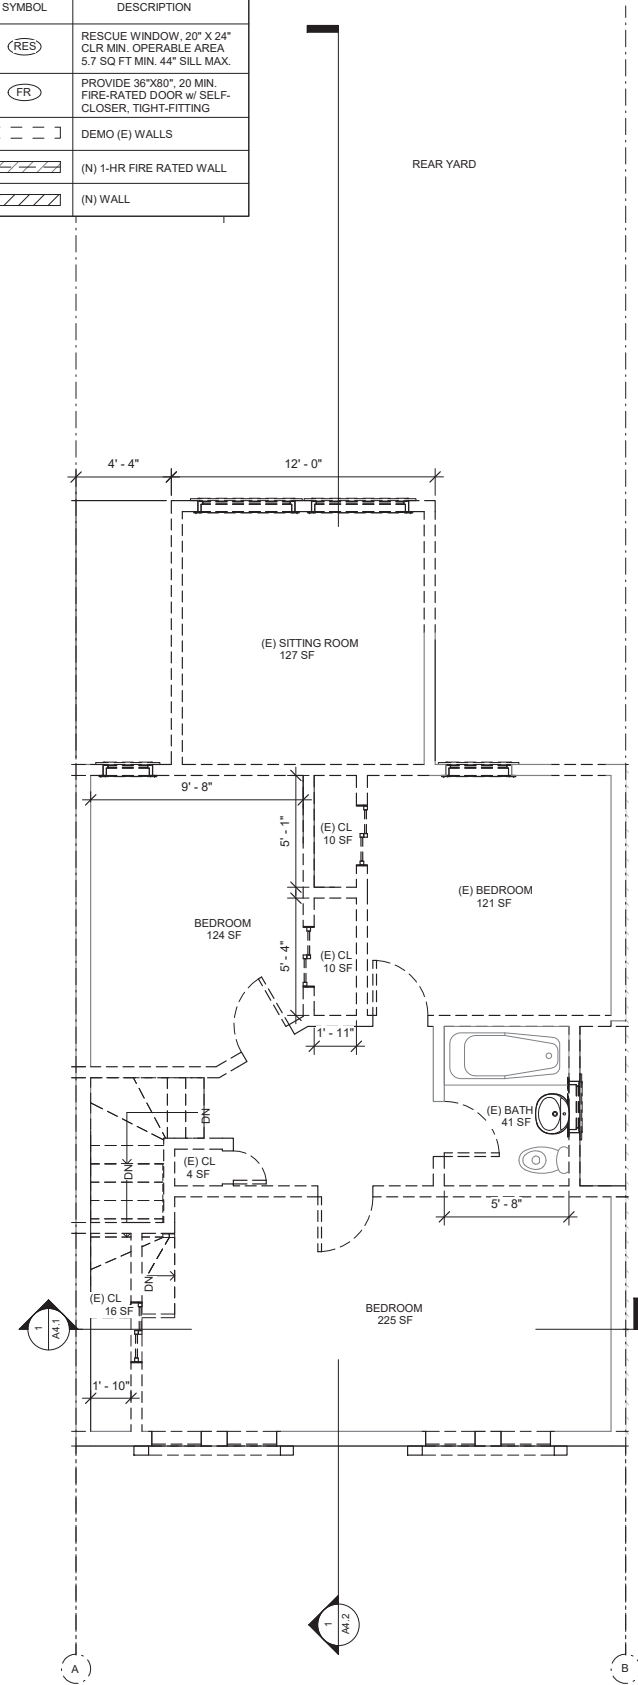 SYMBOL DESCRIPTION
RES
RESCUE WINDOW, 20" X 24"
CLR MIN. OPERABLE AREA
5.7 SQ FT MIN. 44" SILL MAX.
FR
PROVIDE 36"X80", 20 MIN.
FIRE-RATED DOOR w/ SELF-
CLOSER, TIGHT-FITTING
DEMO (E) WALLS
(N) 1-HR FIRE RATED WALL
(N) WALL
REAR YARD
4' - 4"
12' - 0"
(E) SITTING ROOM
127 SF
9' - 8"
5' - 1"
(E) CL
10 SF
(E) BEDROOM
121 SF
BEDROOM
124 SF
5' - 4"
(E) CL
10 SF
1' - 11"
DN
(E) BATH
41 SF
DN
(E) CL
4 SF
5' - 8"
DN
(E) CL
16 SF
BEDROOM
225 SF
1
A4.1
1' - 10"
1
A4.2
A
B